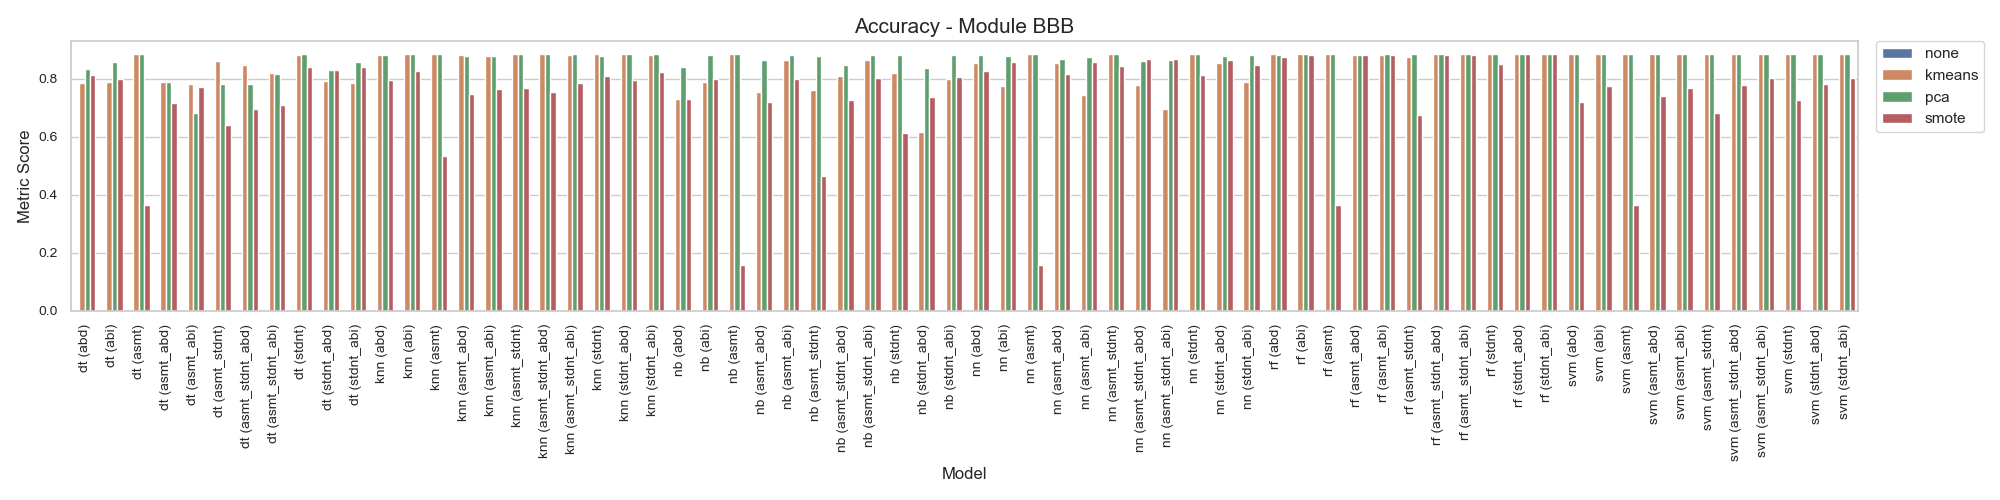 Accuracy - Module BBB
none
kmeans
pca
smote
Metric Score
0.8
0.6
0.4
0.2
0.0
dt (abd)
dt (abi)
dt (asmt)
dt (asmt_abd)
dt (asmt_abi)
dt (asmt_stdnt)
dt (asmt_stdnt_abd)
dt (asmt_stdnt_abi)
dt (stdnt)
dt (stdnt_abd)
dt (stdnt_abi)
knn (abd)
knn (abi)
knn (asmt)
knn (asmt_abd)
knn (asmt_abi)
knn (asmt_stdnt)
knn (asmt_stdnt_abd)
knn (asmt_stdnt_abi)
knn (stdnt)
knn (stdnt_abd)
knn (stdnt_abi)
nb (abd)
nb (abi)
nb (asmt)
nb (asmt_abd)
nb (asmt_abi)
nb (asmt_stdnt)
nb (asmt_stdnt_abd)
nb (asmt_stdnt_abi)
nb (stdnt)
nb (stdnt_abd)
nb (stdnt_abi)
nn (abd)
nn (abi)
nn (asmt)
nn (asmt_abd)
nn (asmt_abi)
nn (asmt_stdnt)
nn (asmt_stdnt_abd)
nn (asmt_stdnt_abi)
nn (stdnt)
nn (stdnt_abd)
nn (stdnt_abi)
rf (abd)
rf (abi)
rf (asmt)
rf (asmt_abd)
rf (asmt_abi)
rf (asmt_stdnt)
rf (asmt_stdnt_abd)
rf (asmt_stdnt_abi)
rf (stdnt)
rf (stdnt_abd)
rf (stdnt_abi)
svm (abd)
svm (abi)
svm (asmt)
svm (asmt_abd)
svm (asmt_abi)
svm (asmt_stdnt)
svm (asmt_stdnt_abd)
svm (asmt_stdnt_abi)
svm (stdnt)
svm (stdnt_abd)
svm (stdnt_abi)
Model